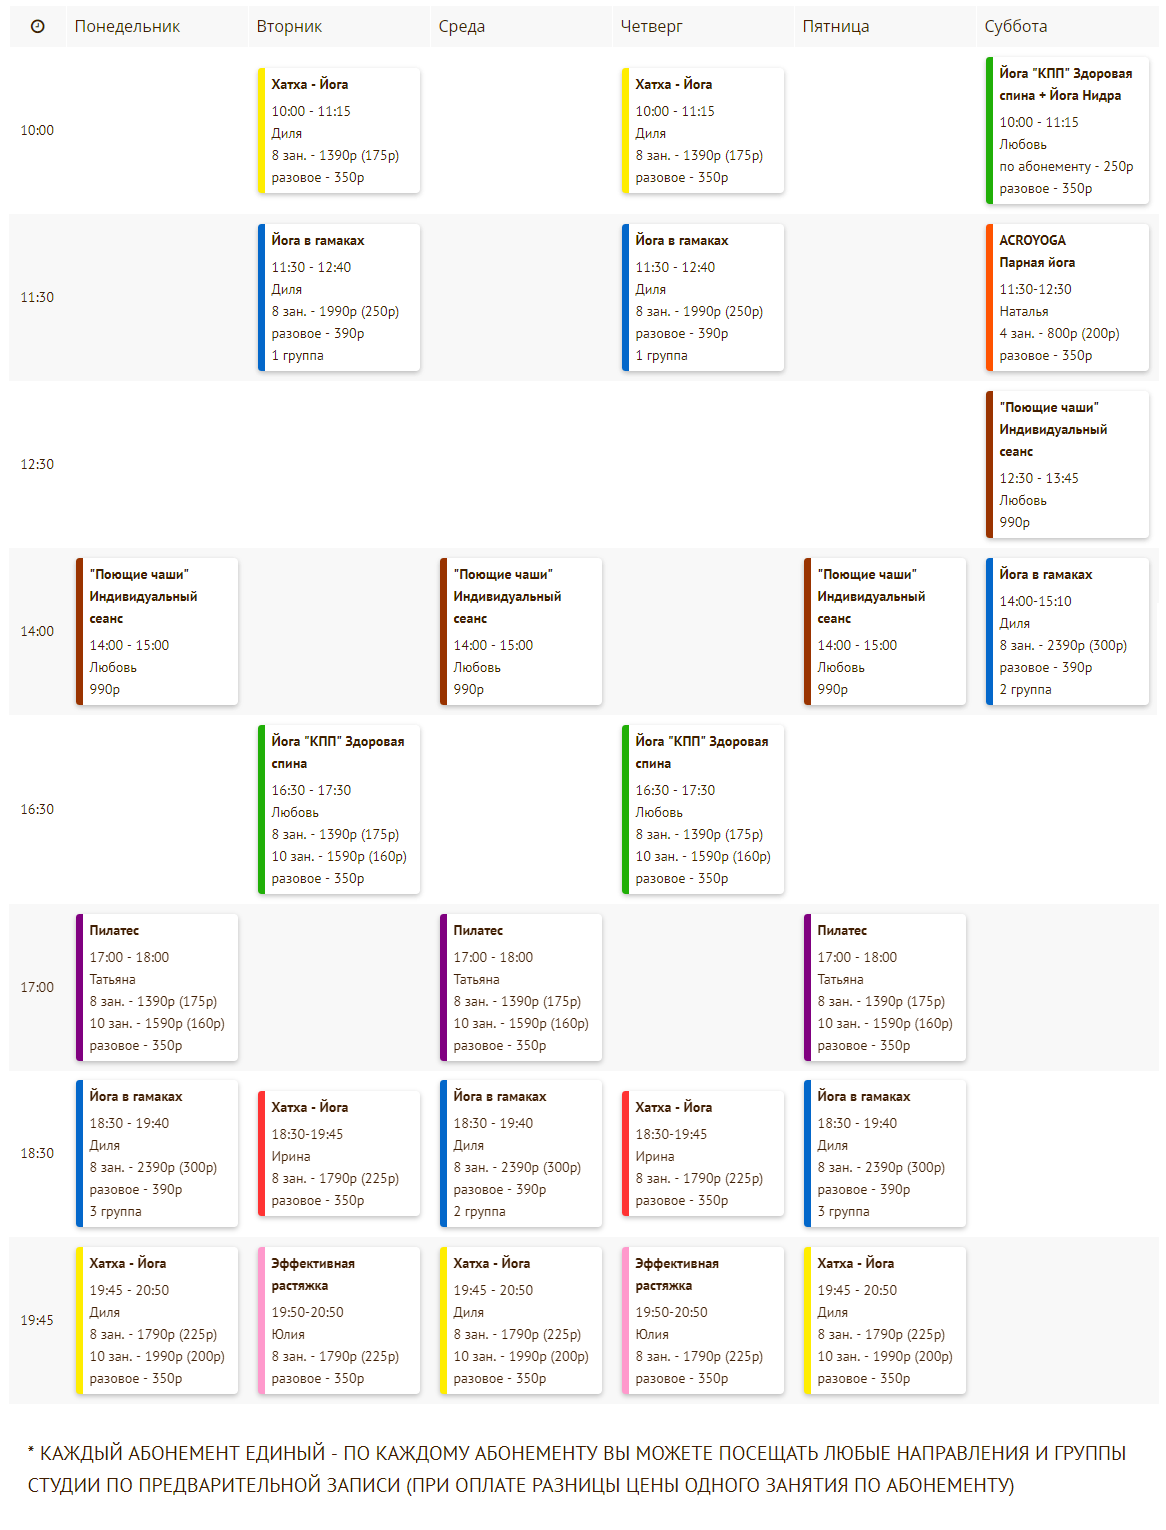 Понедельник
Вторник
Среда
Четверг
Пятница
Суббота
10:00
Хатха - Йога
10:00 - 11:15
Диля
8 зан. - 1390р (175р)
разовое - 350р
Хатха - Йога
10:00 - 11:15
Диля
8 зан. - 1390р (175р)
разовое - 350р
Йога "КПП" Здоровая
спина + Йога Нидра
10:00 - 11:15
Любовь
по абонементу - 250р
разовое - 350р
11:30
Йога в гамаках
11:30 - 12:40
Диля
8 зан. - 1990р (250р)
разовое - 390р
1 группа
Йога в гамаках
11:30 - 12:40
Диля
8 зан. - 1990р (250р)
разовое - 390р
1 группа
ACROYOGA
Парная йога
11:30-12:30
Наталья
4 зан. - 800р (200р)
разовое - 350р
12:30
"Поющие чаши"
Индивидуальный
сеанс
12:30 - 13:45
Любовь
990р
14:00
"Поющие чаши"
Индивидуальный
сеанс
14:00 - 15:00
Любовь
990р
"Поющие чаши"
Индивидуальный
сеанс
14:00 - 15:00
Любовь
990р
"Поющие чаши"
Индивидуальный
сеанс
14:00 - 15:00
Любовь
990р
Йога в гамаках
14:00-15:10
Диля
8 зан. - 2390р (300р)
разовое - 390р
2 группа
16:30
Йога "КПП" Здоровая
спина
16:30 - 17:30
Любовь
8 зан. - 1390р (175р)
10 зан. - 1590р (160р)
разовое - 350р
Йога "КПП" Здоровая
спина
16:30 - 17:30
Любовь
8 зан. - 1390р (175р)
10 зан. - 1590р (160р)
разовое - 350р
17:00
Пилатес
17:00 - 18:00
Татьяна
8 зан. - 1390р (175р)
10 зан. - 1590р (160р)
разовое - 350р
Пилатес
17:00 - 18:00
Татьяна
8 зан. - 1390р (175р)
10 зан. - 1590р (160р)
разовое - 350р
Пилатес
17:00 - 18:00
Татьяна
8 зан. - 1390р (175р)
10 зан. - 1590р (160р)
разовое - 350р
18:30
Йога в гамаках
18:30 - 19:40
Диля
8 зан. - 2390р (300р)
разовое - 390р
3 группа
Хатха - Йога
18:30-19:45
Ирина
8 зан. - 1790р (225р)
разовое - 350р
Йога в гамаках
18:30 - 19:40
Диля
8 зан. - 2390р (300р)
разовое - 390р
2 группа
Хатха - Йога
18:30-19:45
Ирина
8 зан. - 1790р (225р)
разовое - 350р
Йога в гамаках
18:30 - 19:40
Диля
8 зан. - 2390р (300р)
разовое - 390р
3 группа
19:45
Хатха - Йога
19:45 - 20:50
Диля
8 зан. - 1790р (225р)
10 зан. - 1990р (200р)
разовое - 350р
Эффективная
растяжка
19:50-20:50
Юлия
8 зан. - 1790р (225р)
разовое - 350р
Хатха - Йога
19:45 - 20:50
Диля
8 зан. - 1790р (225р)
10 зан. - 1990р (200р)
разовое - 350р
Эффективная
растяжка
19:50-20:50
Юлия
8 зан. - 1790р (225р)
разовое - 350р
Хатха - Йога
19:45 - 20:50
Диля
8 зан. - 1790р (225р)
10 зан. - 1990р (200р)
разовое - 350р
* КАЖДЫЙ АБОНЕМЕНТ ЕДИНЫЙ - ПО КАЖДОМУ АБОНЕМЕНТУ ВЫ МОЖЕТЕ ПОСЕЩАТЬ ЛЮБЫЕ НАПРАВЛЕНИЯ И ГРУППЫ
СТУДИИ ПО ПРЕДВАРИТЕЛЬНОЙ ЗАПИСИ (ПРИ ОПЛАТЕ РАЗНИЦЫ ЦЕНЫ ОДНОГО ЗАНЯТИЯ ПО АБОНЕМЕНТУ)